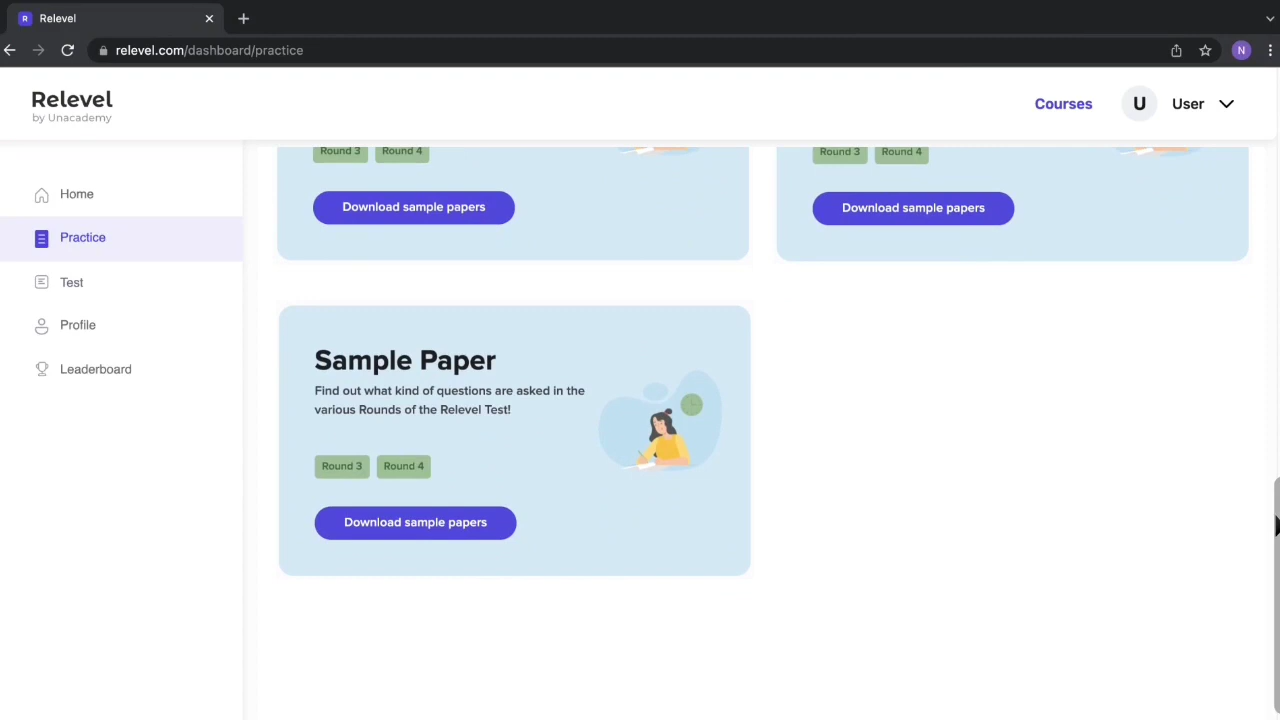 R Relevel
relevel.com/dashboard/practice
N
Relevel
by Unacademy
Courses
U
User
Home
Practice
Test
Profile
Leaderboard
Round 3 Round 4
Download sample papers
Round 3 Round 4
Download sample papers
Sample Paper
Find out what kind of questions are asked in the
various Rounds of the Relevel Test!
Round 3 Round 4
Download sample papers